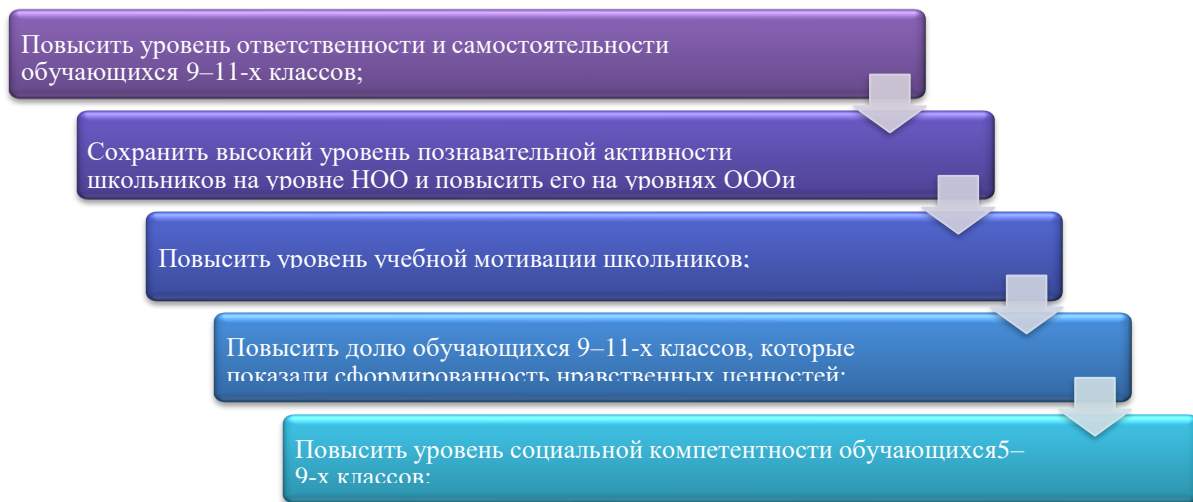 Повысить уровень ответственности и самостоятельности
обучающихся 9–11-х классов;
Сохранить высокий уровень познавательной активности
школьников на уровне НОО и повысить его на уровнях ОООи
Повысить уровень учебной мотивации школьников;
Повысить долю обучающихся 9–11-х классов, которые
показали сформированность нравственных ценностей;
Повысить уровень социальной компетентности обучающихся5–
9-х классов;